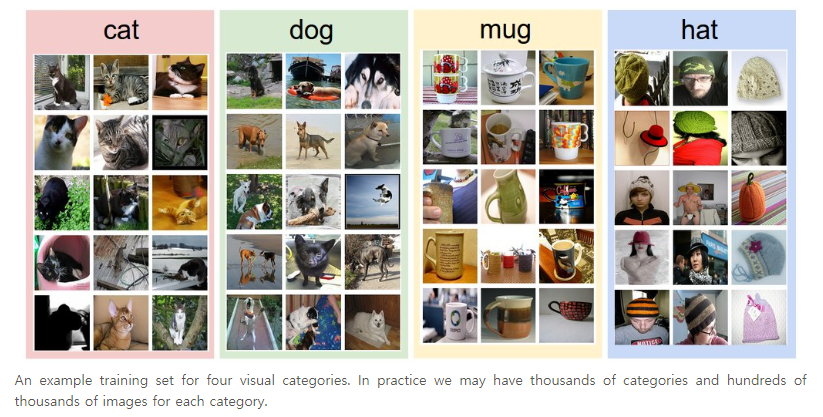 cat dog mug hat
An example training set for four visual categories. In practice we may have thousands of categories and hundreds of
thousands of images for each category.